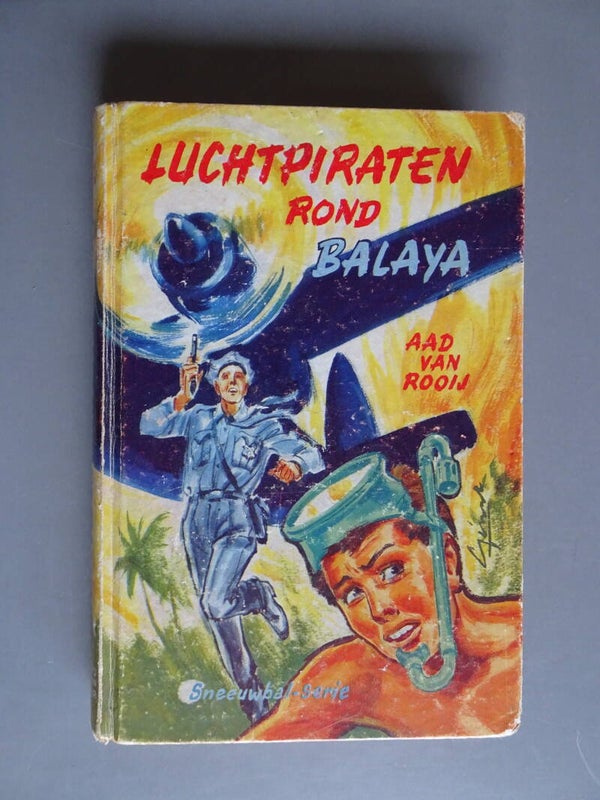 LUCHTPIRATEN
ROND
BALAYA
AAD
VAN
ROOIJ
Sneeuwbal-serie